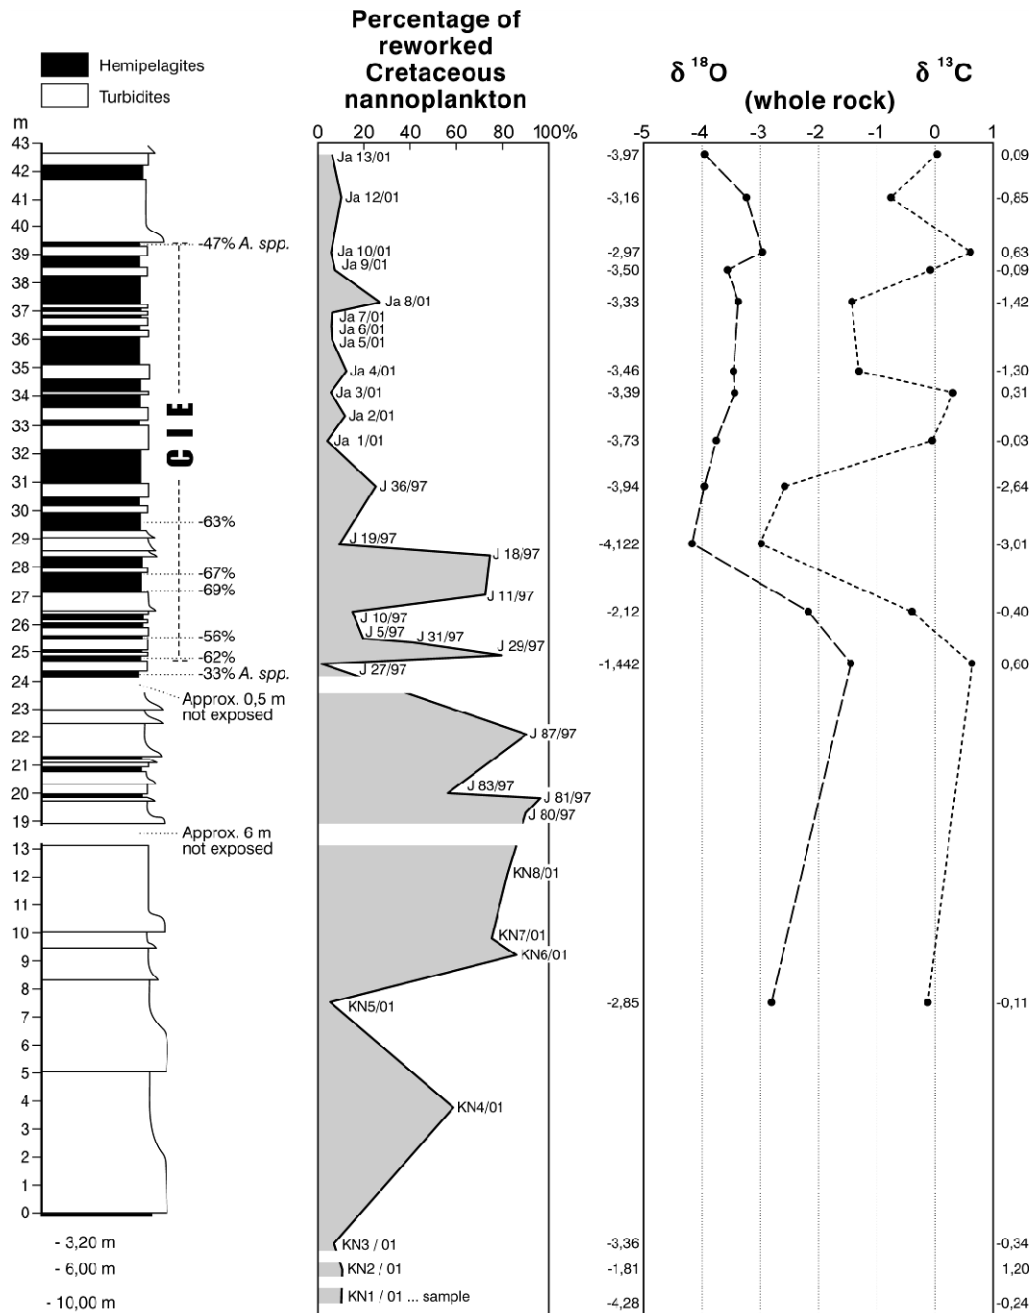 Percentage of
reworked
Cretaceous
nannoplankton
Hemipelagites
Turbidites
δ 18O
δ 13C
(whole rock)
m
0 20 40 60 80 100%
-5 -4 -3 -2 -1 0 1
43
42
41
40
39
38
37
36
35
34
33
32
31
30
29
28
27
26
25
24
23
22
21
20
19
13
12
11
10
9
8
7
6
5
4
3
2
1
0
- 3,20 m
- 6,00 m
- 10,00 m
-47% A. spp.
CIE
-63%
-67%
-69%
-56%
-62%
-33% A. spp.
Approx. 0,5 m
not exposed
Approx. 6 m
not exposed
Ja 13/01
Ja 12/01
Ja 10/01
Ja 9/01
Ja 8/01
Ja 7/01
Ja 6/01
Ja 5/01
Ja 4/01
Ja 3/01
Ja 2/01
Ja 1/01
J 36/97
J 19/97
J 18/97
J 11/97
J 10/97
J 5/97
J 31/97
J 29/97
J 27/97
J 87/97
J 83/97
J 81/97
J 80/97
KN8/01
KN7/01
KN6/01
KN5/01
KN4/01
KN3 / 01
KN2 / 01
KN1 / 01 ... sample
-3,97
-3,16
-2,97
-3,50
-3,33
-3,46
-3,39
-3,73
-3,94
-4,122
-2,12
-1,442
-2,85
-3,36
-1,81
-4,28
0,09
-0,85
0,63
-0,09
-1,42
-1,30
0,31
-0,03
-2,64
-3,01
-0,40
0,60
-0,11
-0,34
1,20
-0,24